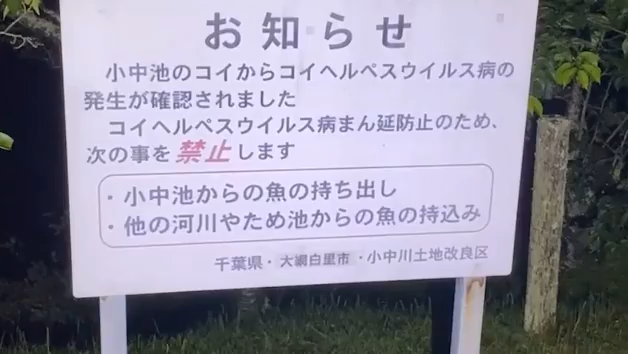 お知らせ
小中池のコイからコイヘルペスウイルス病の
発生が確認されました
コイヘルペスウイルス病まん延防止のため、
次の事を禁止します
・小中池からの魚の持ち出し
・他の河川やため池からの魚の持込み
千葉県・大網白里市・小中川土地改良区